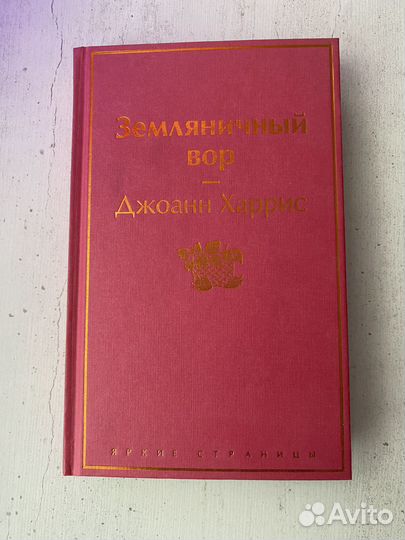 Земляничный
вор
—
Джоанн Харрис
ЯРКИЕ СТРАНИЦЫ
Avito